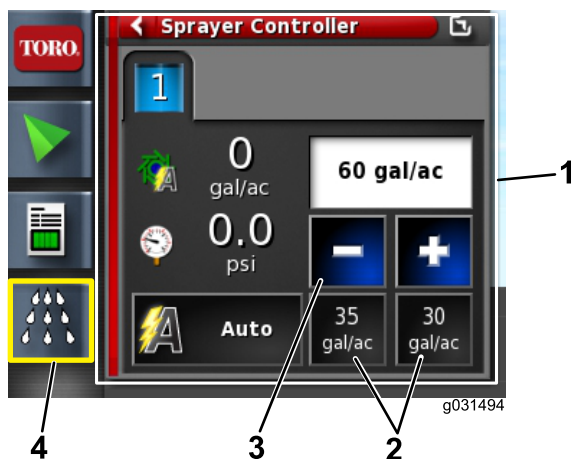 TORO.
Sprayer Controller
1
0
gal/ac
60 gal/ac
0.0
psi
- +
A Auto
35
gal/ac
30
gal/ac
1
g031494
4
3
2